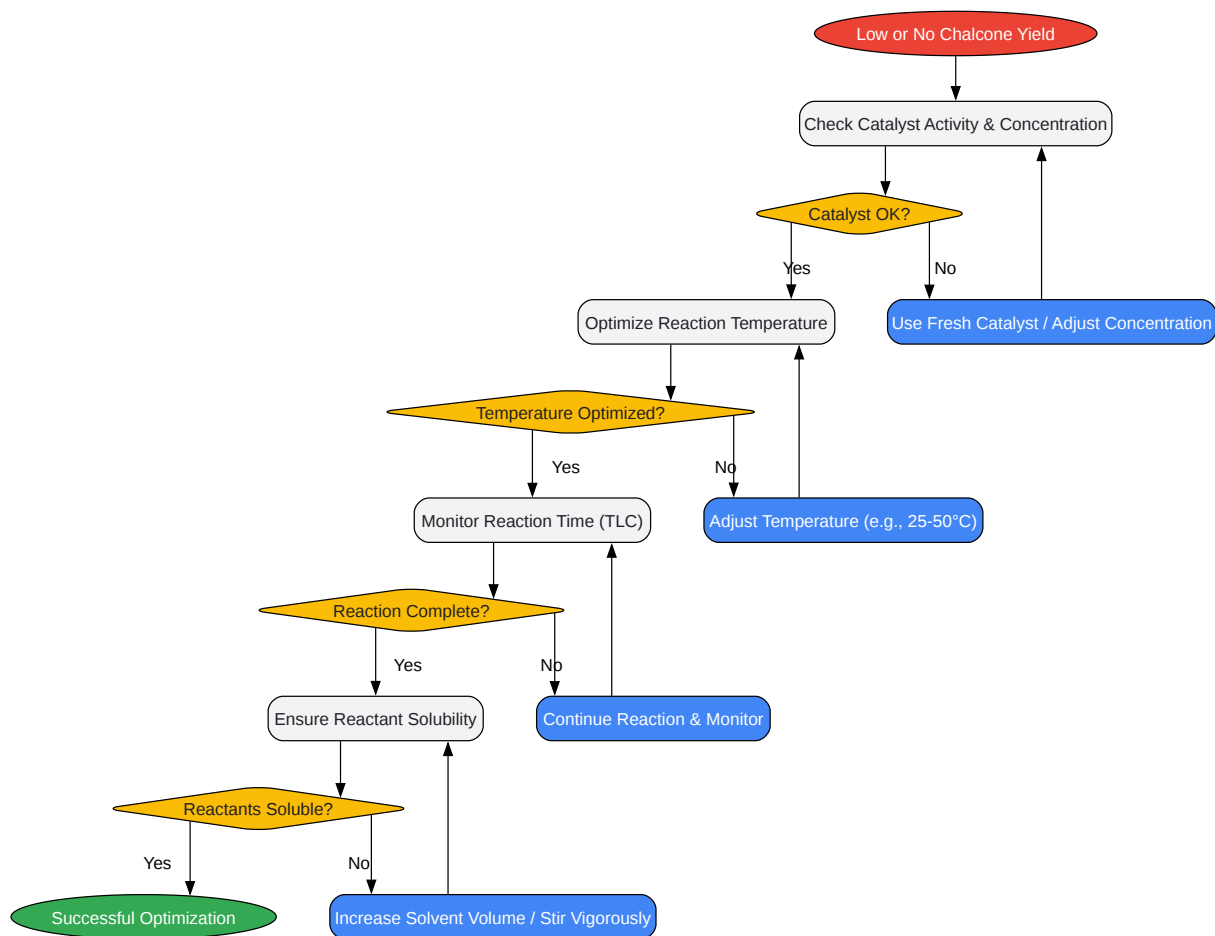 Low or No Chalcone Yield
Check Catalyst Activity & Concentration
Catalyst OK?
Yes
No
Optimize Reaction Temperature
Use Fresh Catalyst / Adjust Concentration
Temperature Optimized?
Yes
No
Monitor Reaction Time (TLC)
Adjust Temperature (e.g., 25-50°C)
Reaction Complete?
Yes
No
Ensure Reactant Solubility
Continue Reaction & Monitor
Reactants Soluble?
Yes
No
Successful Optimization
Increase Solvent Volume / Stir Vigorously